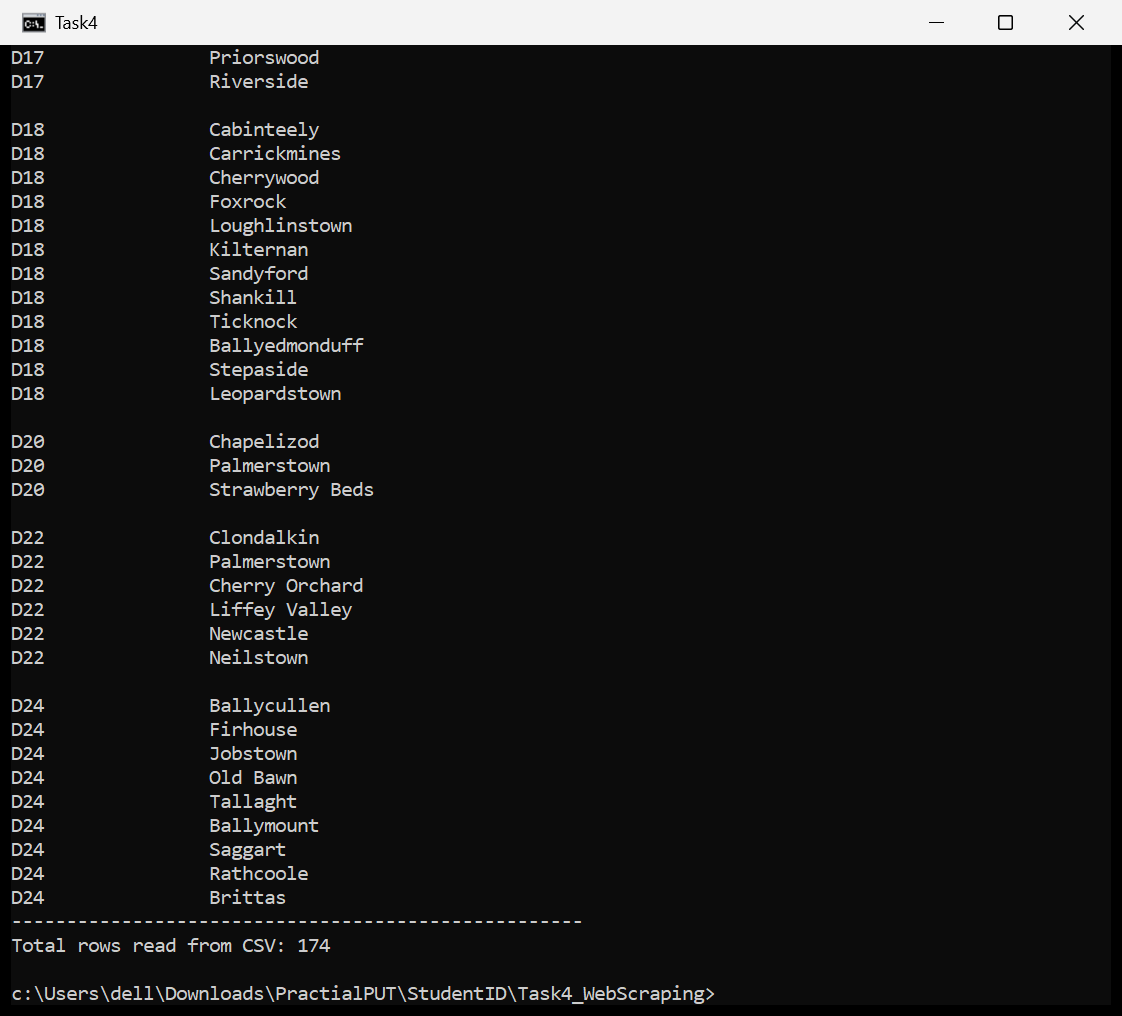 Task4
D17 Priorswood
D17 Riverside
D18 Cabinteely
D18 Carrickmines
D18 Cherrywood
D18 Foxrock
D18 Loughlinstown
D18 Kilternan
D18 Sandyford
D18 Shankill
D18 Ticknock
D18 Ballyedmonduff
D18 Stepaside
D18 Leopardstown
D20 Chapelizod
D20 Palmerstown
D20 Strawberry Beds
D22 Clondalkin
D22 Palmerstown
D22 Cherry Orchard
D22 Liffey Valley
D22 Newcastle
D22 Neilstown
D24 Ballycullen
D24 Firhouse
D24 Jobstown
D24 Old Bawn
D24 Tallaght
D24 Ballymount
D24 Saggart
D24 Rathcoole
D24 Brittas
----------------------------------------------------
Total rows read from CSV: 174
c:\Users\dell\Downloads\PractialPUT\StudentID\Task4_WebScraping>